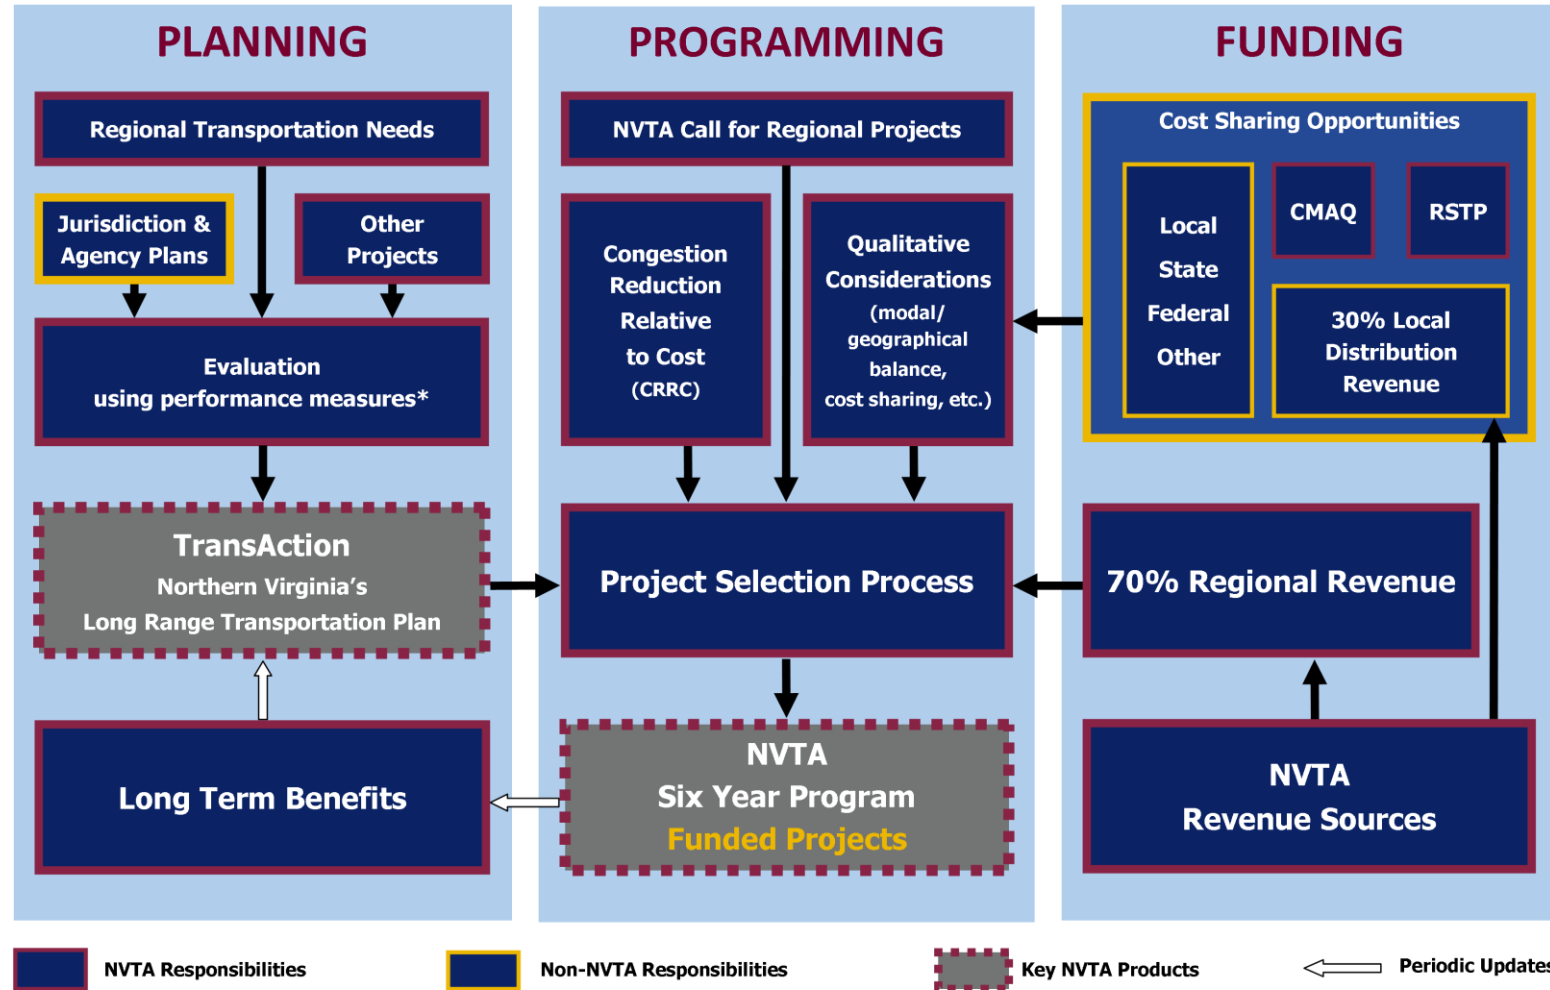 PLANNING
Regional Transportation Needs
Jurisdiction &
Agency Plans
Other
Projects
Evaluation
using performance measures*
TransAction
Northern Virginia’s
Long Range Transportation Plan
Long Term Benefits
PROGRAMMING
NVTA Call for Regional Projects
Congestion
Reduction
Relative
to Cost
(CRRC)
Qualitative
Considerations
(modal/
geographical
balance,
cost sharing, etc.)
Project Selection Process
NVTA
Six Year Program
Funded Projects
FUNDING
Cost Sharing Opportunities
Local
State
Federal
Other
CMAQ
RSTP
30% Local
Distribution
Revenue
70% Regional Revenue
NVTA
Revenue Sources
NVTA Responsibilities
Non-NVTA Responsibilities
Key NVTA Products
Periodic Updates